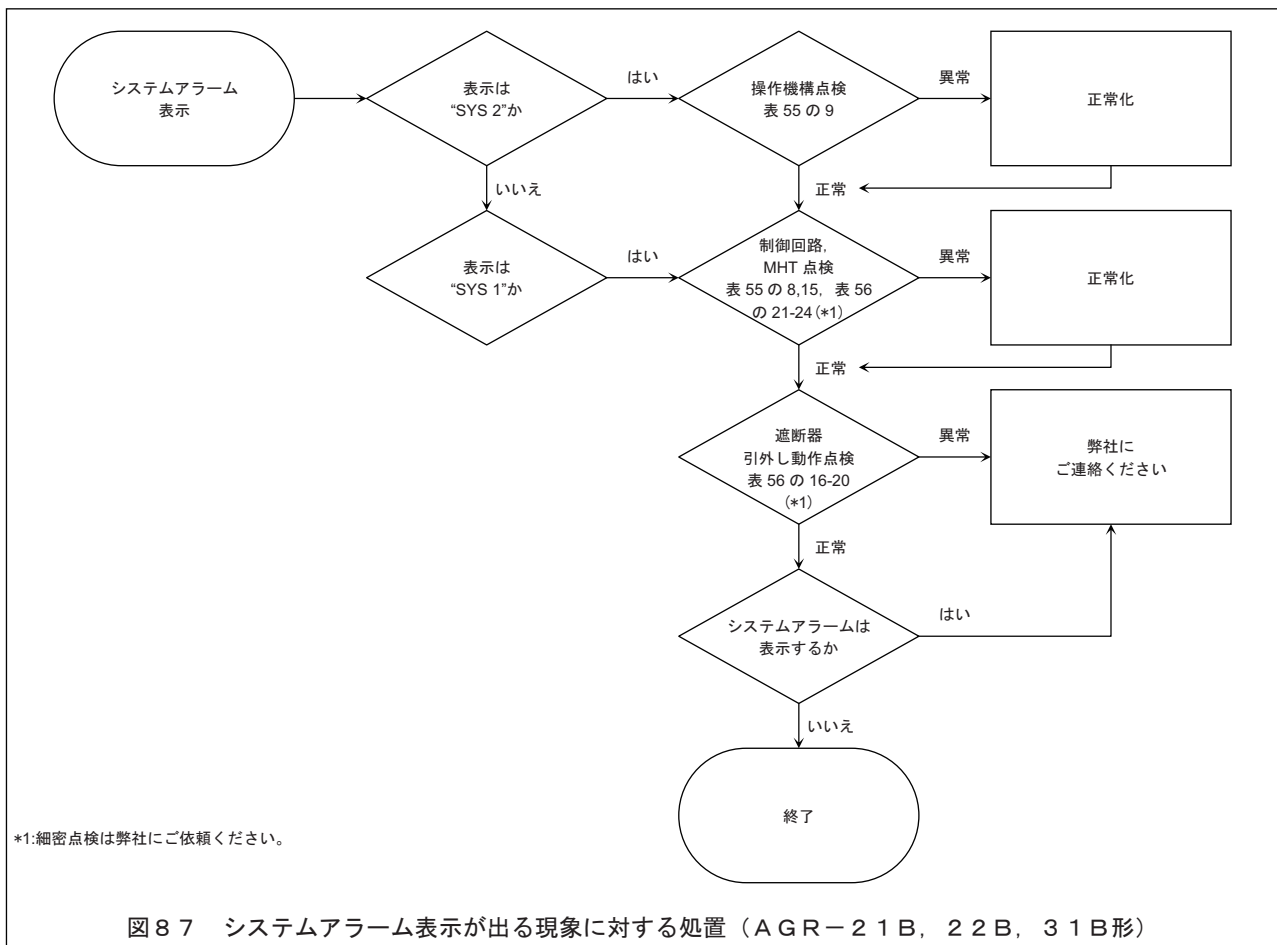 システムアラーム
表示
表示は
“SYS 2”か
はい
操作機構点検
表 55 の 9
異常
正常化
いいえ
正常
表示は
“SYS 1”か
はい
制御回路,
MHT 点検
表 55 の 8,15, 表 56
の 21-24 (*1)
異常
正常化
正常
遮断器
引外し動作点検
表 56 の 16-20
(*1)
異常
弊社に
ご連絡ください
正常
システムアラームは
表示するか
はい
いいえ
終了
*1:細密点検は弊社にご依頼ください。
図87 システムアラーム表示が出る現象に対する処置（AGR－21B，22B，31B形）